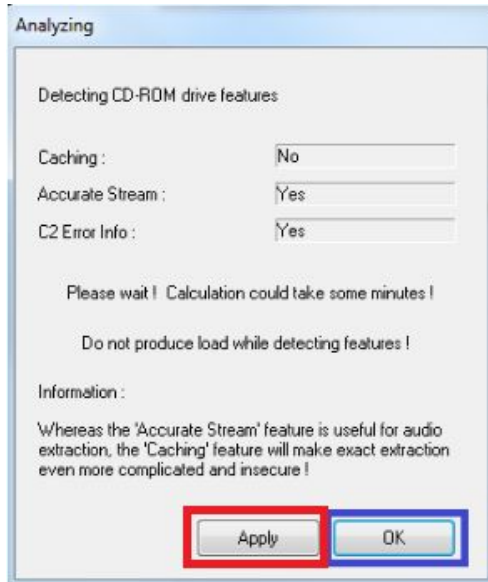 Analyzing
Detecting CD-ROM drive features
Caching : No
Accurate Stream : Yes
C2 Error Info : Yes
Please wait ! Calculation could take some minutes !
Do not produce load while detecting features !
Information :
Whereas the 'Accurate Stream' feature is useful for audio
extraction, the 'Caching' feature will make exact extraction
even more complicated and insecure !
Apply OK